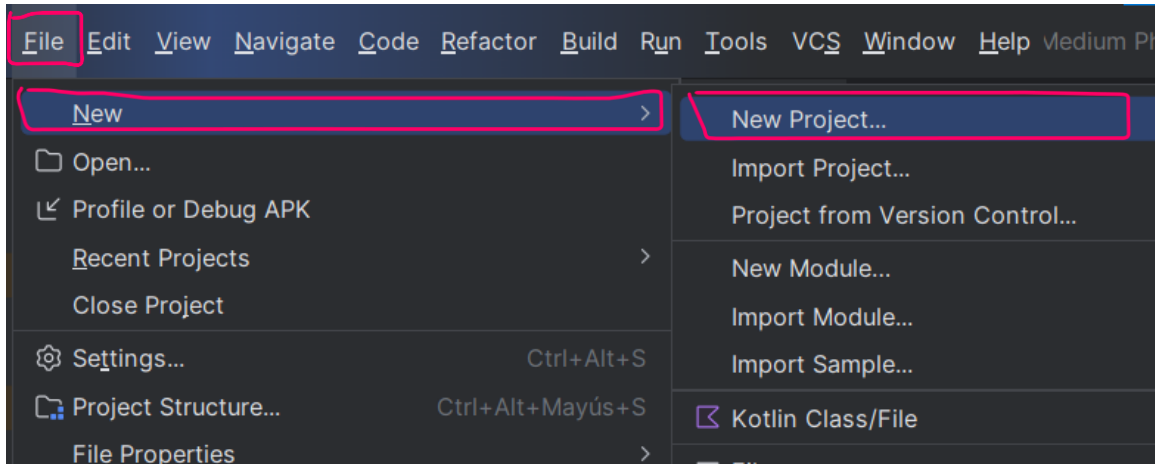 File Edit View Navigate Code Refactor Build Run Tools VCS Window Help Medium
New
Open...
Profile or Debug APK
Recent Projects
Close Project
Settings... Ctrl+Alt+S
Project Structure... Ctrl+Alt+Mayús+S
File Properties
New Project...
Import Project...
Project from Version Control...
New Module...
Import Module...
Import Sample...
Kotlin Class/File